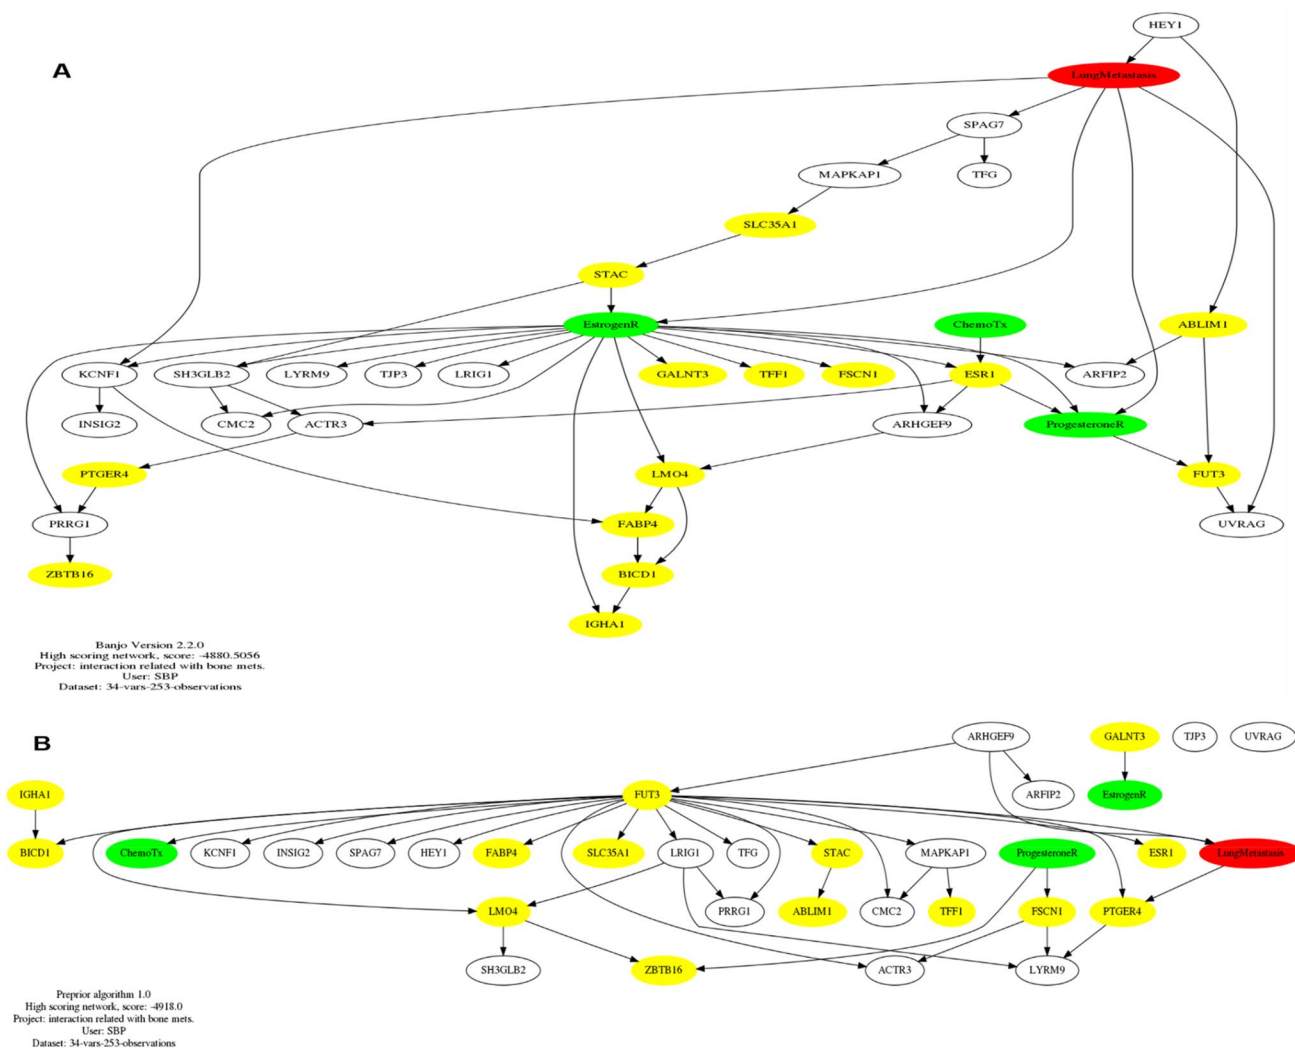 A
HEY1
LungMetastasis
SPAG7
MAPKAP1
TFG
SLC35A1
STAC
EstrogenR
ChemoTx
ABLIM1
KCNF1
SH3GLB2
LYRM9
TJP3
LRIG1
GALNT3
TFF1
FSCN1
ESR1
ARFIP2
INSIG2
CMC2
ACTR3
ARHGEF9
ProgesteroneR
PTGER4
LMO4
FUT3
PRRG1
FABP4
UVRAG
ZBTB16
BICD1
IGHA1
Banjo Version 2.2.0
High scoring network, score: -4880.5056
Project: interaction related with bone mets.
User: SBP
Dataset: 34-vars-253-observations
B
ARHGEF9
GALNT3
TJP3
UVRAG
IGHA1
FUT3
ARFIP2
EstrogenR
BICD1
ChemoTx
KCNF1
INSIG2
SPAG7
HEY1
FABP4
SLC35A1
LRIG1
TFG
STAC
MAPKAP1
ProgesteroneR
ESR1
LungMetastasis
LMO4
PRRG1
ABLIM1
CMC2
TFF1
FSCN1
PTGER4
SH3GLB2
ZBTB16
ACTR3
LYRM9
Preprior algorithm 1.0
High scoring network, score: -4918.0
Project: interaction related with bone mets.
User: SBP
Dataset: 34-vars-253-observations